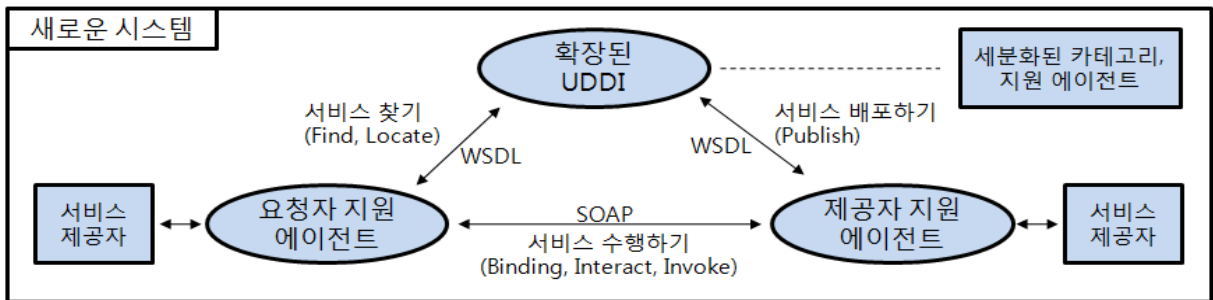 새로운 시스템
확장된
UDDI
세분화된 카테고리,
지원 에이전트
서비스 찾기
(Find, Locate)
WSDL
서비스 배포하기
(Publish)
WSDL
서비스
제공자
요청자 지원
에이전트
SOAP
서비스 수행하기
(Binding, Interact, Invoke)
제공자 지원
에이전트
서비스
제공자